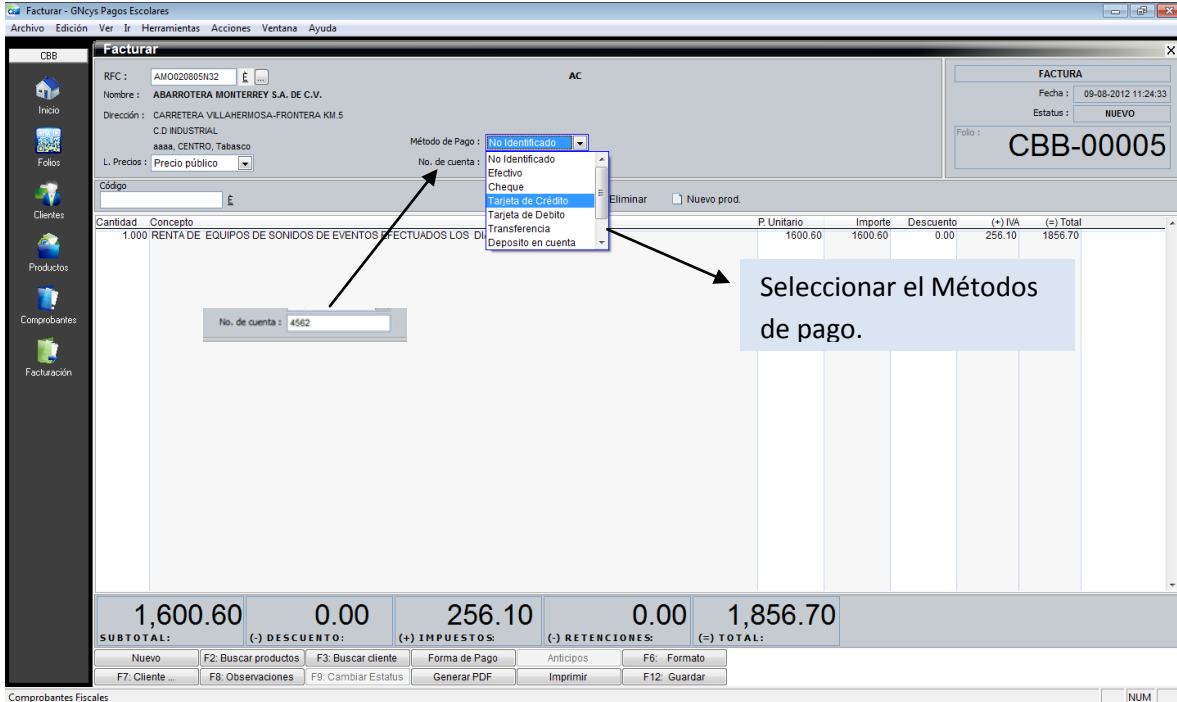 Facturar - GNcys Pagos Escolares
Archivo Edición Ver Ir Herramientas Acciones Ventana Ayuda
CBB
Inicio
Folios
Clientes
Productos
Comprobantes
Facturación
Facturar
RFC : AMO020805N32 É ... AC
Nombre : ABARROTERA MONTERREY S.A. DE C.V.
Dirección : CARRETERA VILLAHERMOSA-FRONTERA KM.5
C.D INDUSTRIAL
aaaa, CENTRO, Tabasco
L. Precios : Precio público
Método de Pago : No Identificado
No. de cuenta :
No Identificado
Efectivo
Cheque
Tarjeta de Crédito
Tarjeta de Debito
Transferencia
Deposito en cuenta
FACTURA
Fecha : 09-08-2012 11:24:33
Estatus : NUEVO
Folio :
CBB-00005
Código
É
Eliminar Nuevo prod.
Cantidad Concepto P. Unitario Importe Descuento (+) IVA (=) Total
1.000 RENTA DE EQUIPOS DE SONIDOS DE EVENTOS EFECTUADOS LOS 1600.60 1600.60 0.00 256.10 1856.70
Seleccionar el Métodos
de pago.
No. de cuenta : 4562
1,600.60 0.00 256.10 0.00 1,856.70
SUBTOTAL: (-) DESCUENTO: (+) IMPUESTOS: (-) RETENCIONES: (=) TOTAL:
Nuevo F2: Buscar productos F3: Buscar cliente Forma de Pago Anticipos F6: Formato
F7: Cliente ... F8: Observaciones F9: Cambiar Estatus Generar PDF Imprimir F12: Guardar
Comprobantes Fiscales NUM